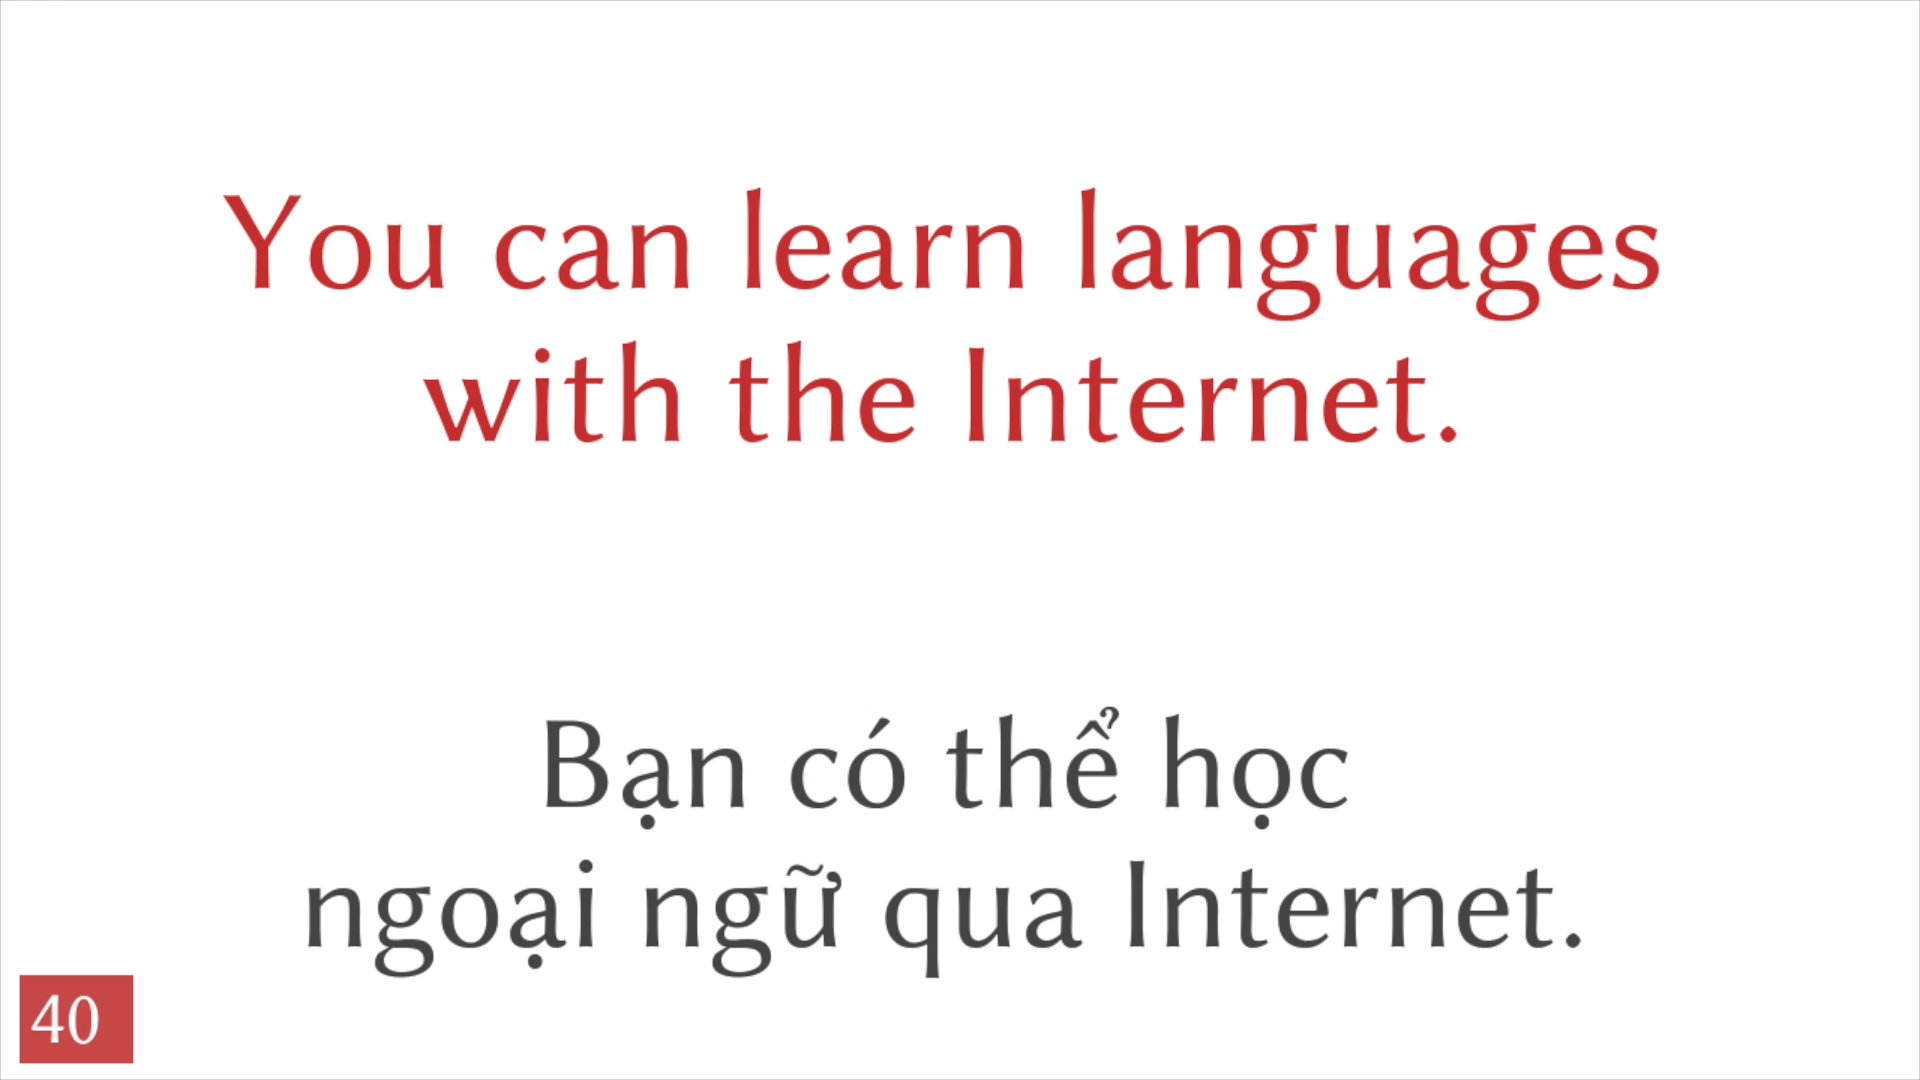 You can learn languages
with the Internet.
Bạn có thể học
ngoại ngữ qua Internet.
40